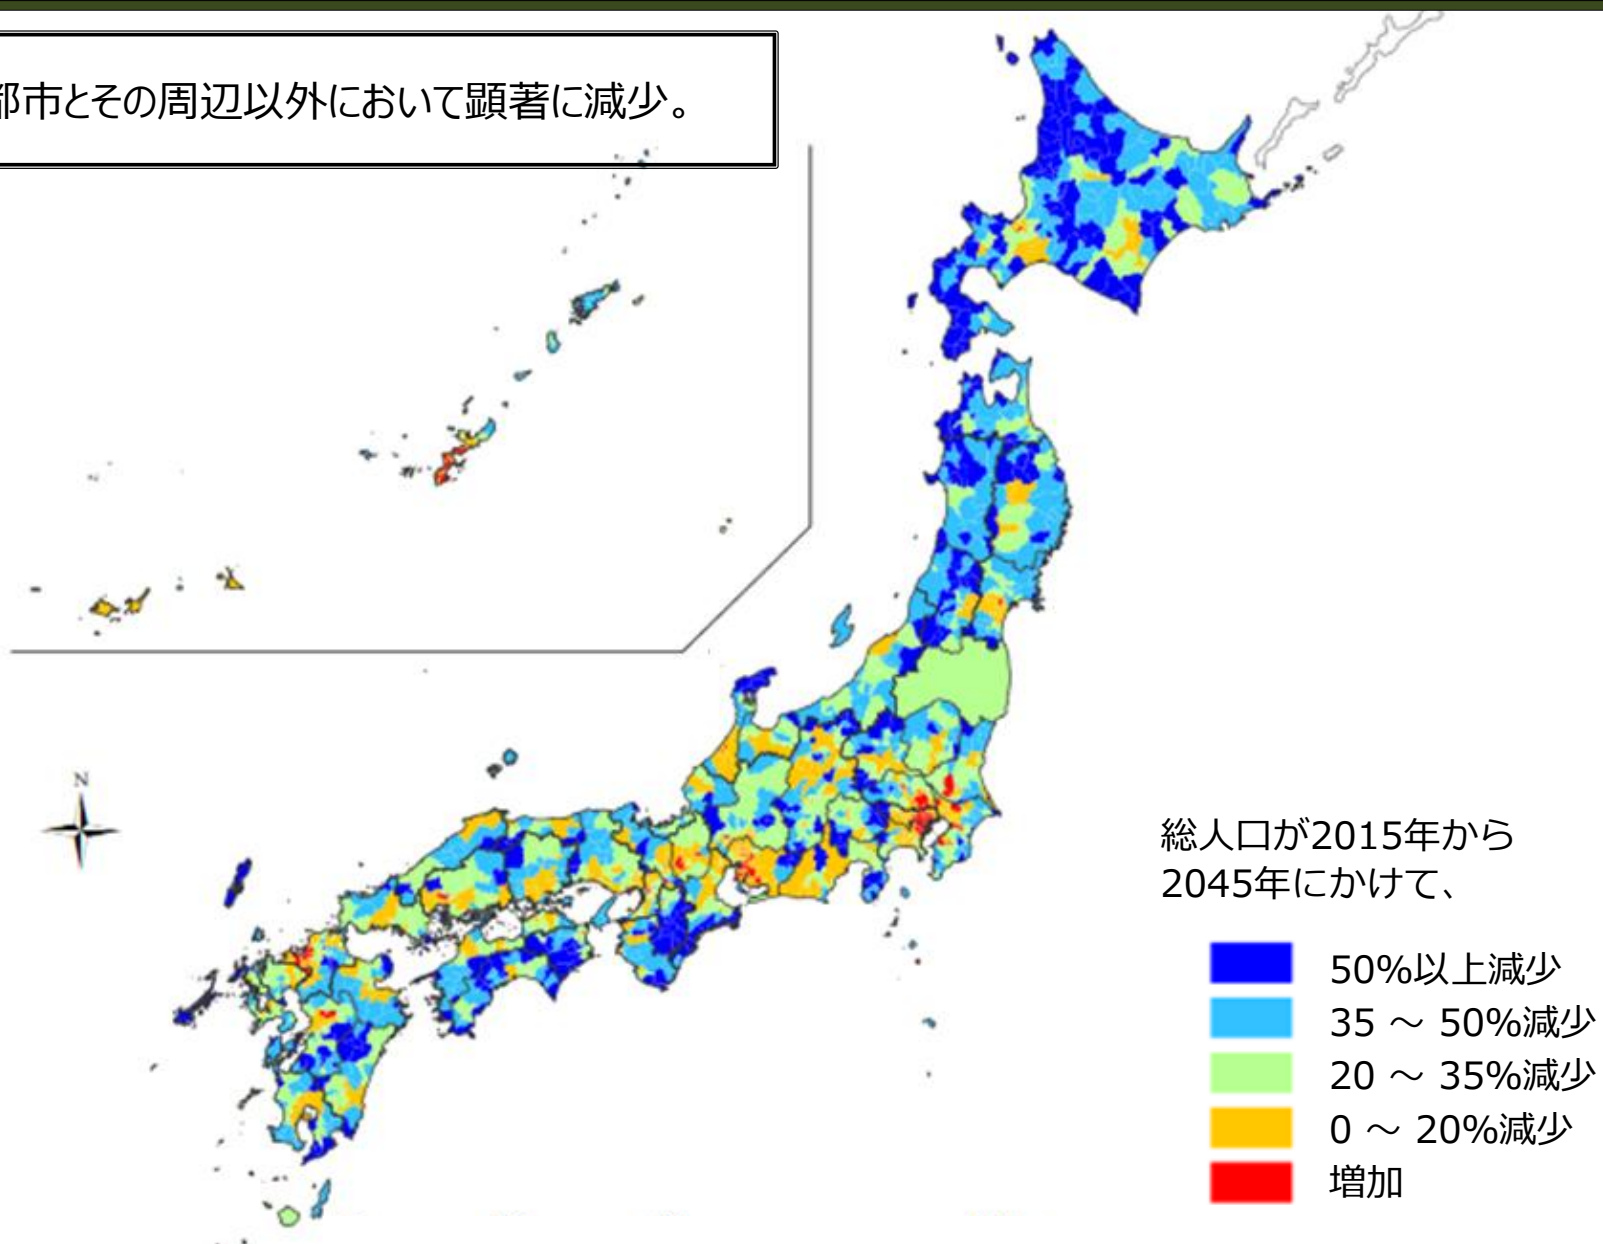 都市とその周辺以外において顕著に減少。
N
総人口が2015年から
2045年にかけて、
50%以上減少
35 ～ 50%減少
20 ～ 35%減少
0 ～ 20%減少
増加